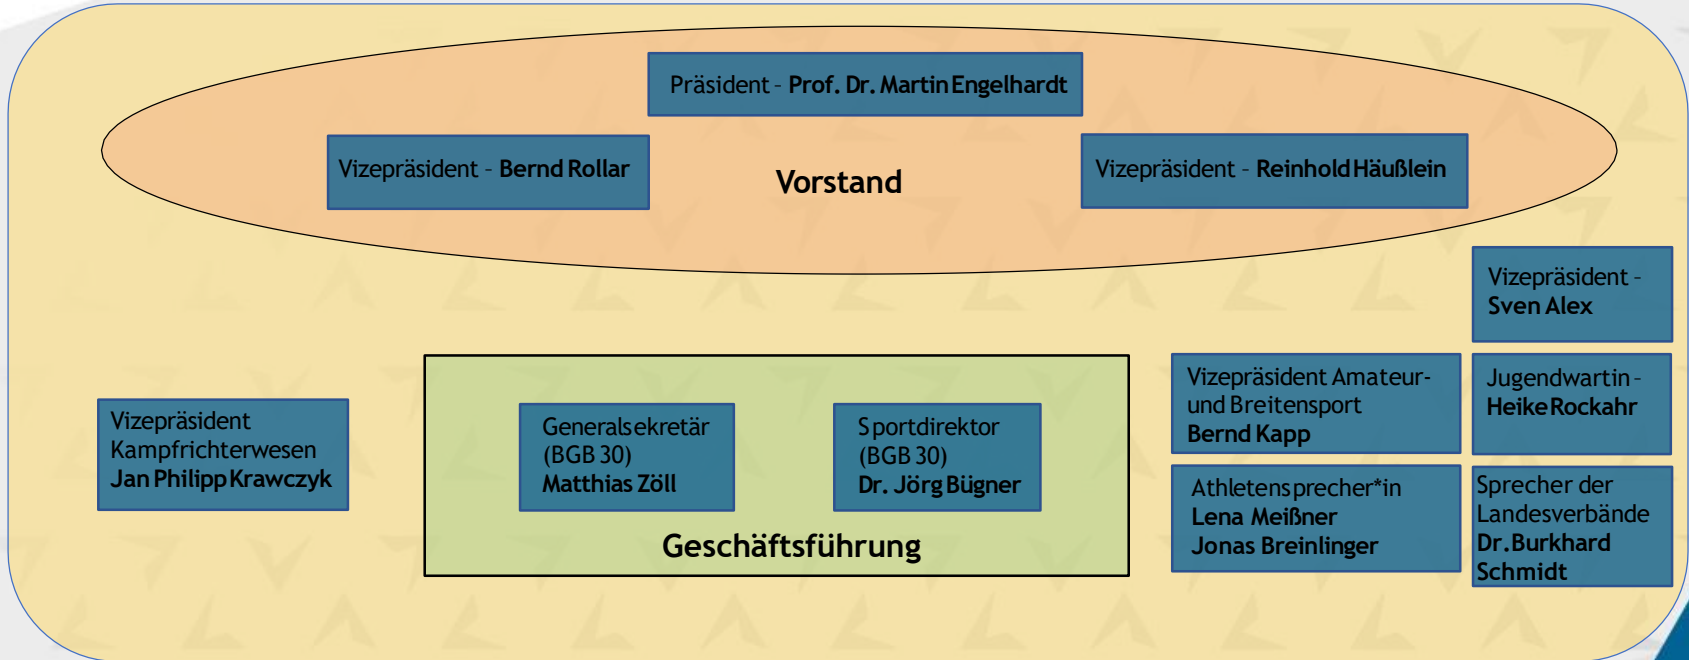 Präsident - Prof. Dr. Martin Engelhardt
Vizepräsident - Bernd Rollar
Vorstand
Vizepräsident - Reinhold Häußlein
Vizepräsident -
Sven Alex
Vizepräsident
Kampfrichterwesen
Jan Philipp Krawczyk
Generalsekretär
(BGB 30)
Matthias Zöll
Sportdirektor
(BGB 30)
Dr. Jörg Bügner
Geschäftsführung
Vizepräsident Amateur-
und Breitensport
Bernd Kapp
Jugendwartin -
Heike Rockahr
Athletensprecher*in
Lena Meißner
Jonas Breinlinger
Sprecher der
Landesverbände
Dr. Burkhard
Schmidt